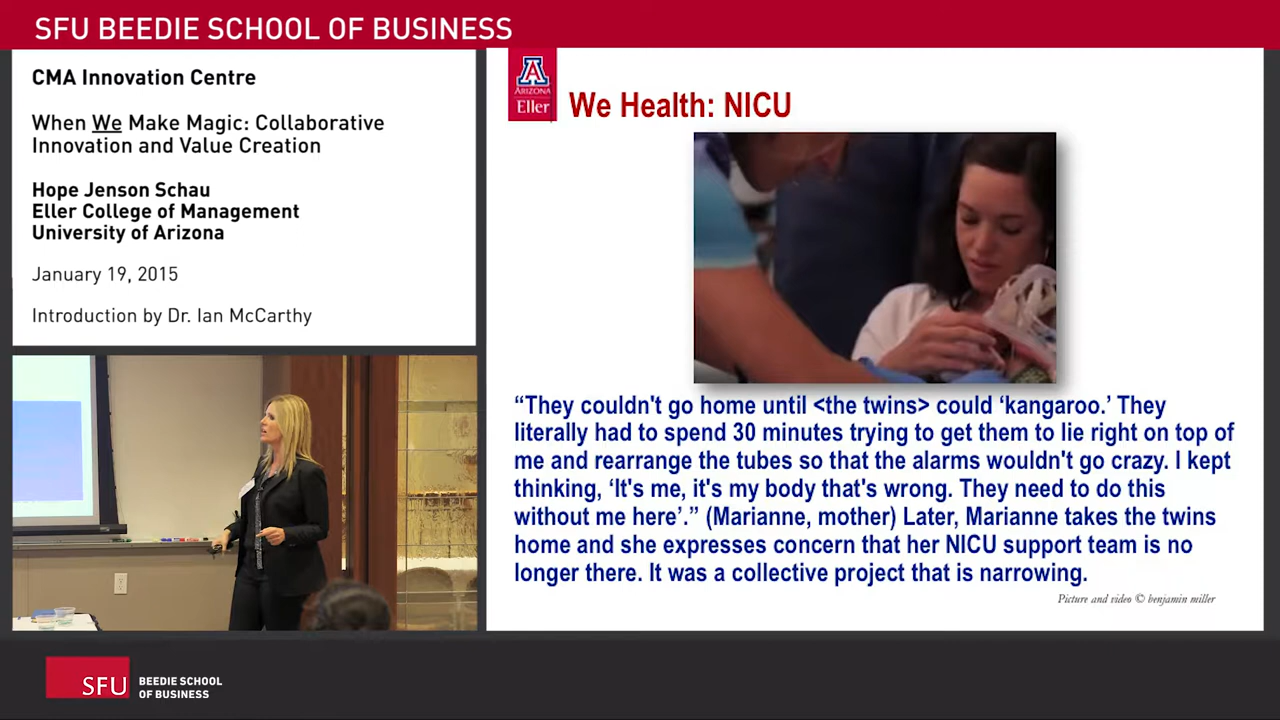 SFU BEEDIE SCHOOL OF BUSINESS
CMA Innovation Centre
When We Make Magic: Collaborative
Innovation and Value Creation
Hope Jenson Schau
Eller College of Management
University of Arizona
January 19, 2015
Introduction by Dr. Ian McCarthy
A
ARIZONA
Eller
We Health: NICU
“They couldn't go home until <the twins> could ‘kangaroo.’ They
literally had to spend 30 minutes trying to get them to lie right on top of
me and rearrange the tubes so that the alarms wouldn't go crazy. I kept
thinking, ‘It's me, it's my body that's wrong. They need to do this
without me here’.” (Marianne, mother) Later, Marianne takes the twins
home and she expresses concern that her NICU support team is no
longer there. It was a collective project that is narrowing.
Picture and video © benjamin miller
SFU
BEEDIE SCHOOL
OF BUSINESS